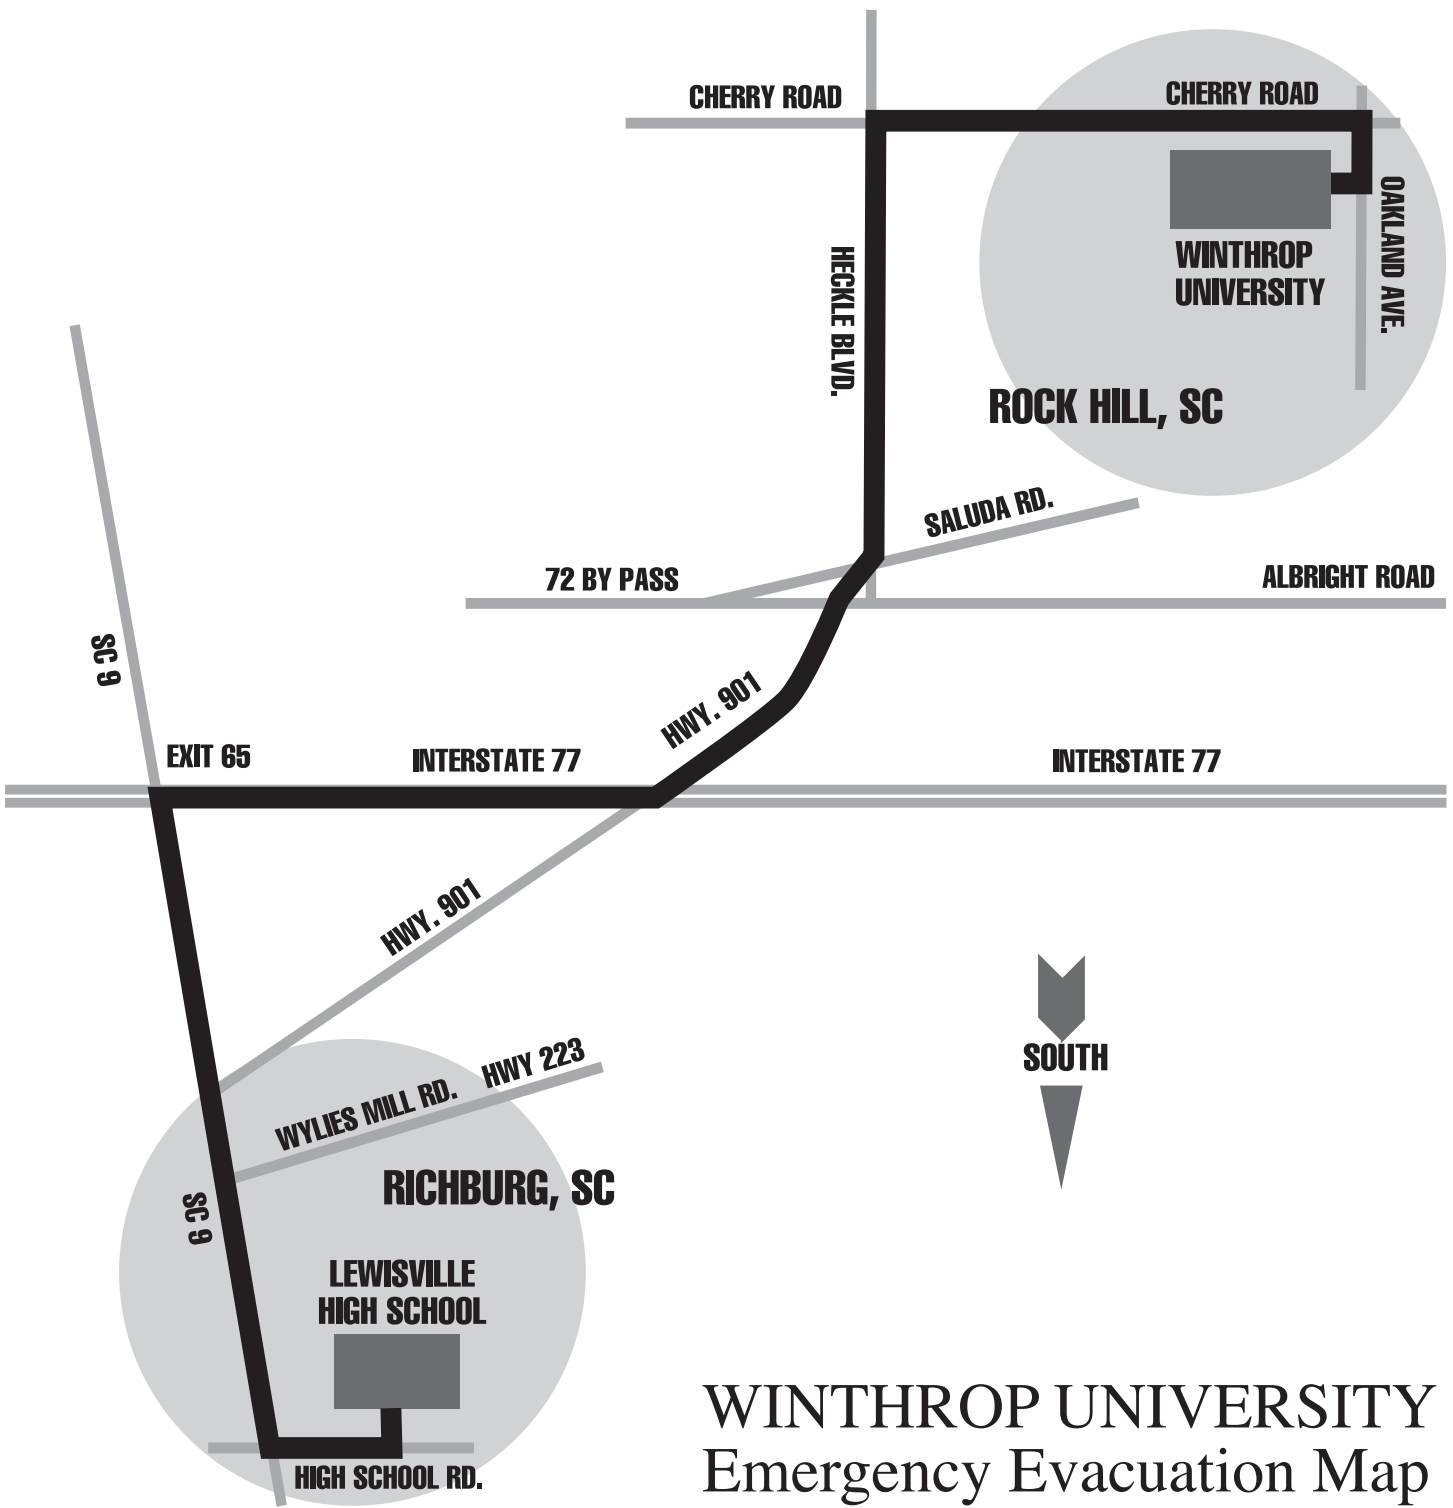 CHERRY ROAD
CHERRY ROAD
OAKLAND AVE.
WINTHROP
UNIVERSITY
HECKLE BLVD.
ROCK HILL, SC
SALUDA RD.
72 BY PASS
ALBRIGHT ROAD
SC 9
HWY. 901
EXIT 65
INTERSTATE 77
INTERSTATE 77
HWY. 901
SOUTH
WYLIES MILL RD. HWY 223
RICHBURG, SC
SC 9
LEWISVILLE
HIGH SCHOOL
HIGH SCHOOL RD.
WINTHROP UNIVERSITY
Emergency Evacuation Map